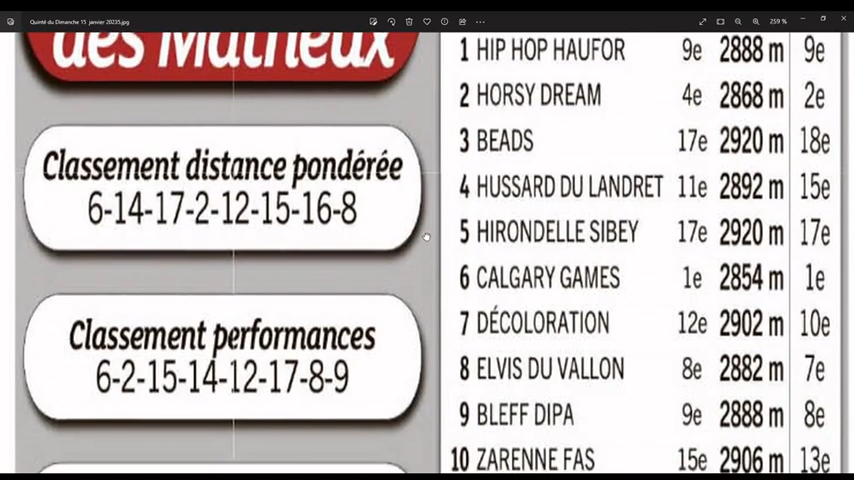 Quinté du Dimanche 15 janvier 20235.jpg
259 %
des Matheux
Classement distance pondérée
6-14-17-2-12-15-16-8
Classement performances
6-2-15-14-12-17-8-9
1 HIP HOP HAUFOR 9e 2888 m 9e
2 HORSY DREAM 4e 2868 m 2e
3 BEADS 17e 2920 m 18e
4 HUSSARD DU LANDRET 11e 2892 m 15e
5 HIRONDELLE SIBEY 17e 2920 m 17e
6 CALGARY GAMES 1e 2854 m 1e
7 DÉCOLORATION 12e 2902 m 10e
8 ELVIS DU VALLON 8e 2882 m 7e
9 BLEFF DIPA 9e 2888 m 8e
10 ZARENNE FAS 15e 2906 m 13e